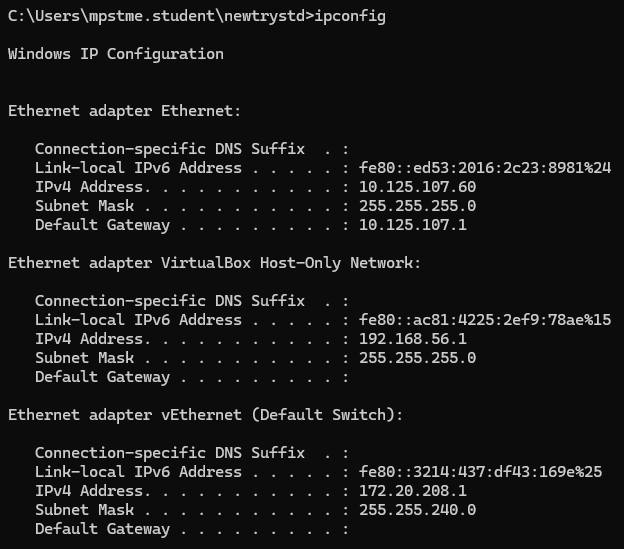 C:\Users\mpstme.student\newtrystd>ipconfig
Windows IP Configuration
Ethernet adapter Ethernet:
Connection-specific DNS Suffix  . :
Link-local IPv6 Address . . . . . : fe80::ed53:2016:2c23:8981%24
IPv4 Address. . . . . . . . . . . : 10.125.107.60
Subnet Mask . . . . . . . . . . . : 255.255.255.0
Default Gateway . . . . . . . . . : 10.125.107.1
Ethernet adapter VirtualBox Host-Only Network:
Connection-specific DNS Suffix  . :
Link-local IPv6 Address . . . . . : fe80::ac81:4225:2ef9:78ae%15
IPv4 Address. . . . . . . . . . . : 192.168.56.1
Subnet Mask . . . . . . . . . . . : 255.255.255.0
Default Gateway . . . . . . . . . :
Ethernet adapter vEthernet (Default Switch):
Connection-specific DNS Suffix  . :
Link-local IPv6 Address . . . . . : fe80::3214:437:df43:169e%25
IPv4 Address. . . . . . . . . . . : 172.20.208.1
Subnet Mask . . . . . . . . . . . : 255.255.240.0
Default Gateway . . . . . . . . . :